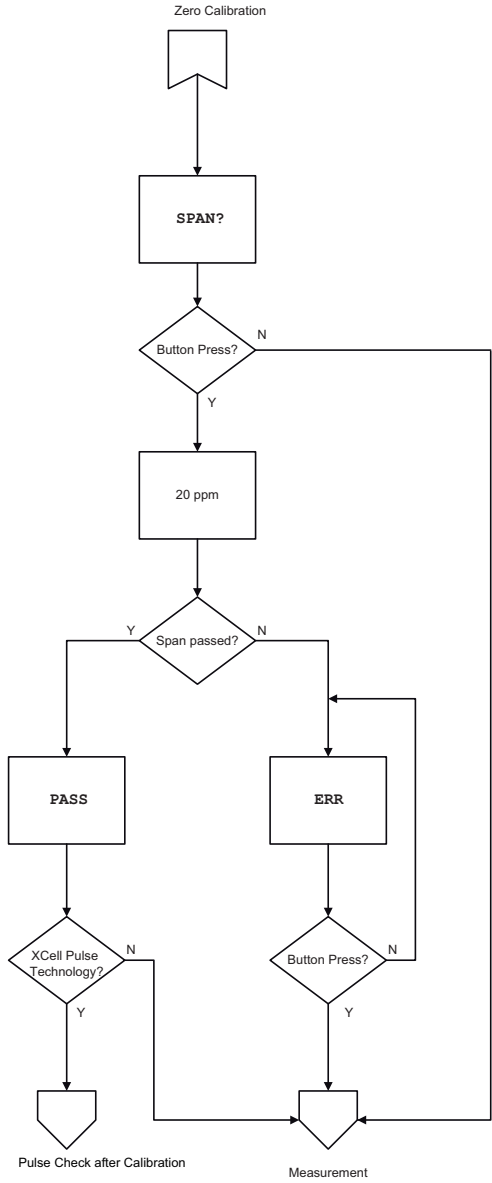 Zero Calibration
SPAN?
Button Press?
N
Y
20 ppm
Y
Span passed?
N
PASS
ERR
XCell Pulse
Technology?
N
Y
Button Press?
N
Y
Pulse Check after Calibration
Measurement